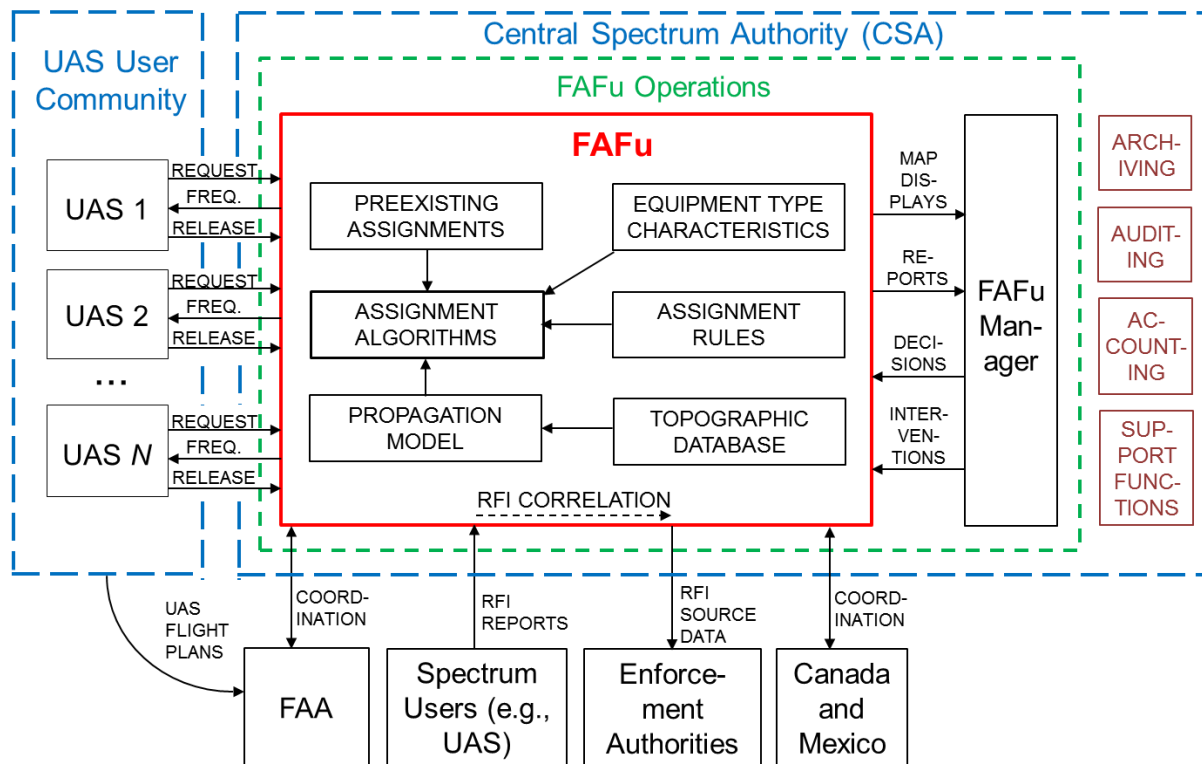 UAS User
Community
Central Spectrum Authority (CSA)
FAFu Operations
FAFu
UAS 1
REQUEST
FREQ.
RELEASE
UAS 2
REQUEST
FREQ.
RELEASE
...
UAS N
REQUEST
FREQ.
RELEASE
PREEXISTING
ASSIGNMENTS
EQUIPMENT TYPE
CHARACTERISTICS
ASSIGNMENT
ALGORITHMS
ASSIGNMENT
RULES
PROPAGATION
MODEL
TOPOGRAPHIC
DATABASE
RFI CORRELATION
MAP
DIS-
PLAYS
RE-
PORTS
DECI-
SIONS
INTER-
VEN-
TIONS
FAFu
Man-
ager
ARCH-
IVING
AUDIT-
ING
AC-
COUNT-
ING
SUP-
PORT
FUNC-
TIONS
UAS
FLIGHT
PLANS
COORD-
INATION
RFI
REPORTS
RFI
SOURCE
DATA
COORD-
INATION
FAA
Spectrum
Users (e.g.,
UAS)
Enforce-
ment
Authorities
Canada
and
Mexico